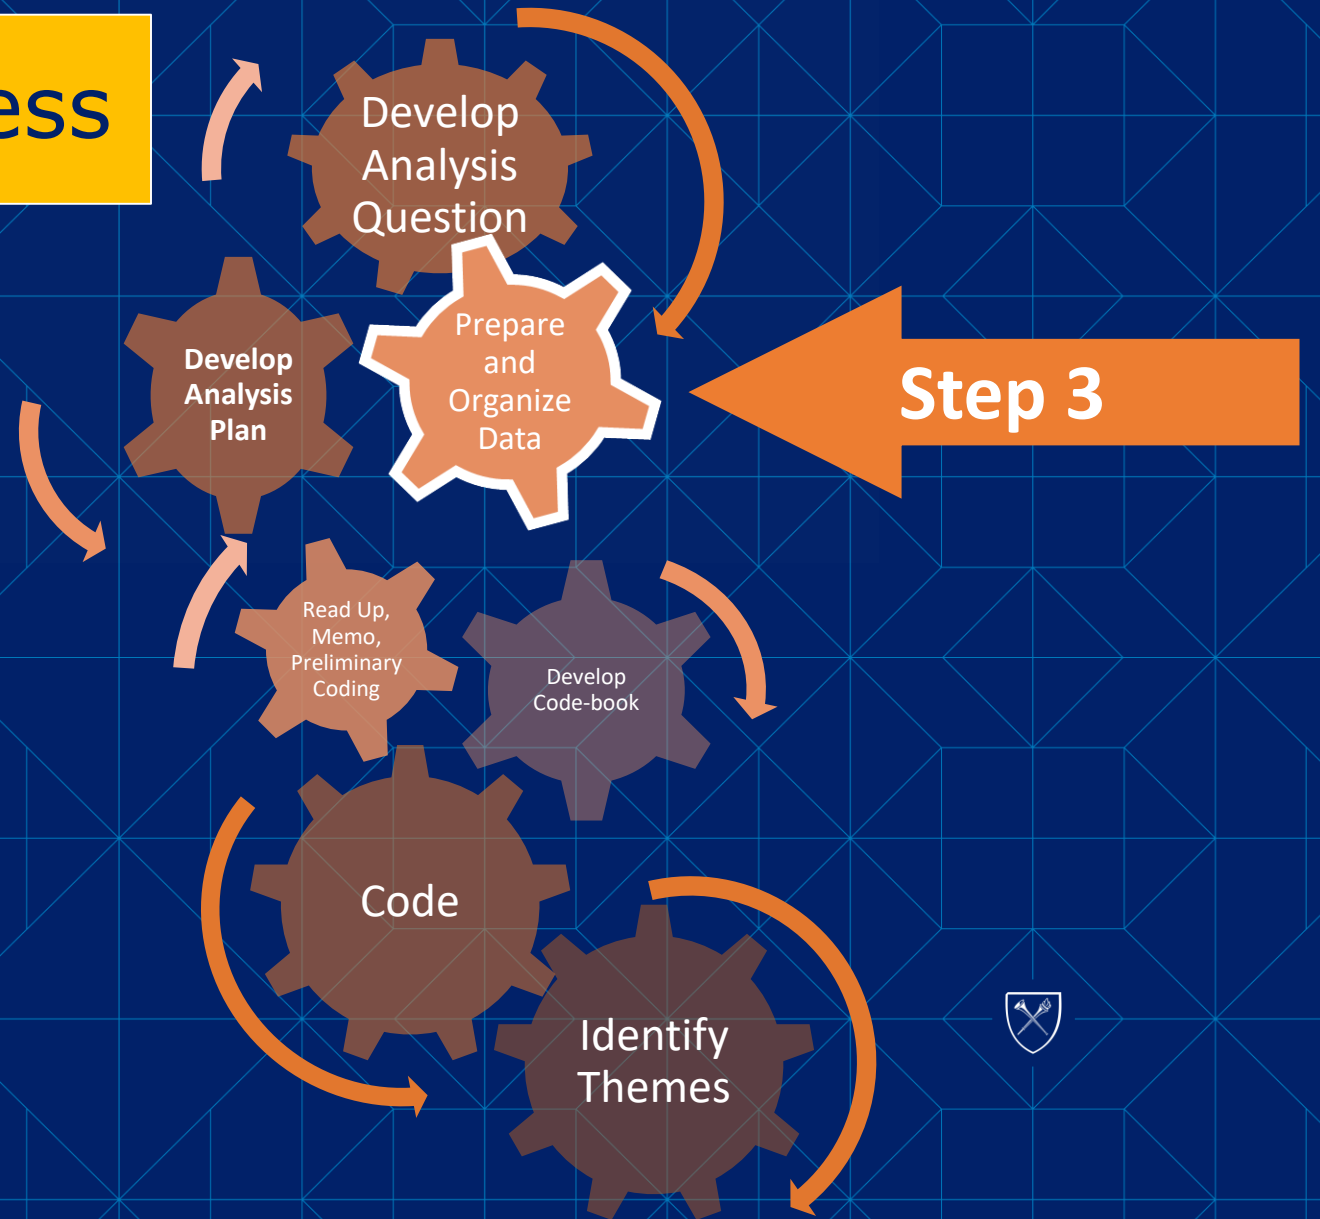 ess
Develop
Analysis
Question
Prepare
and
Organize
Data
Step 3
Develop
Analysis
Plan
Read Up,
Memo,
Preliminary
Coding
Develop
Code-book
Code
Identify
Themes